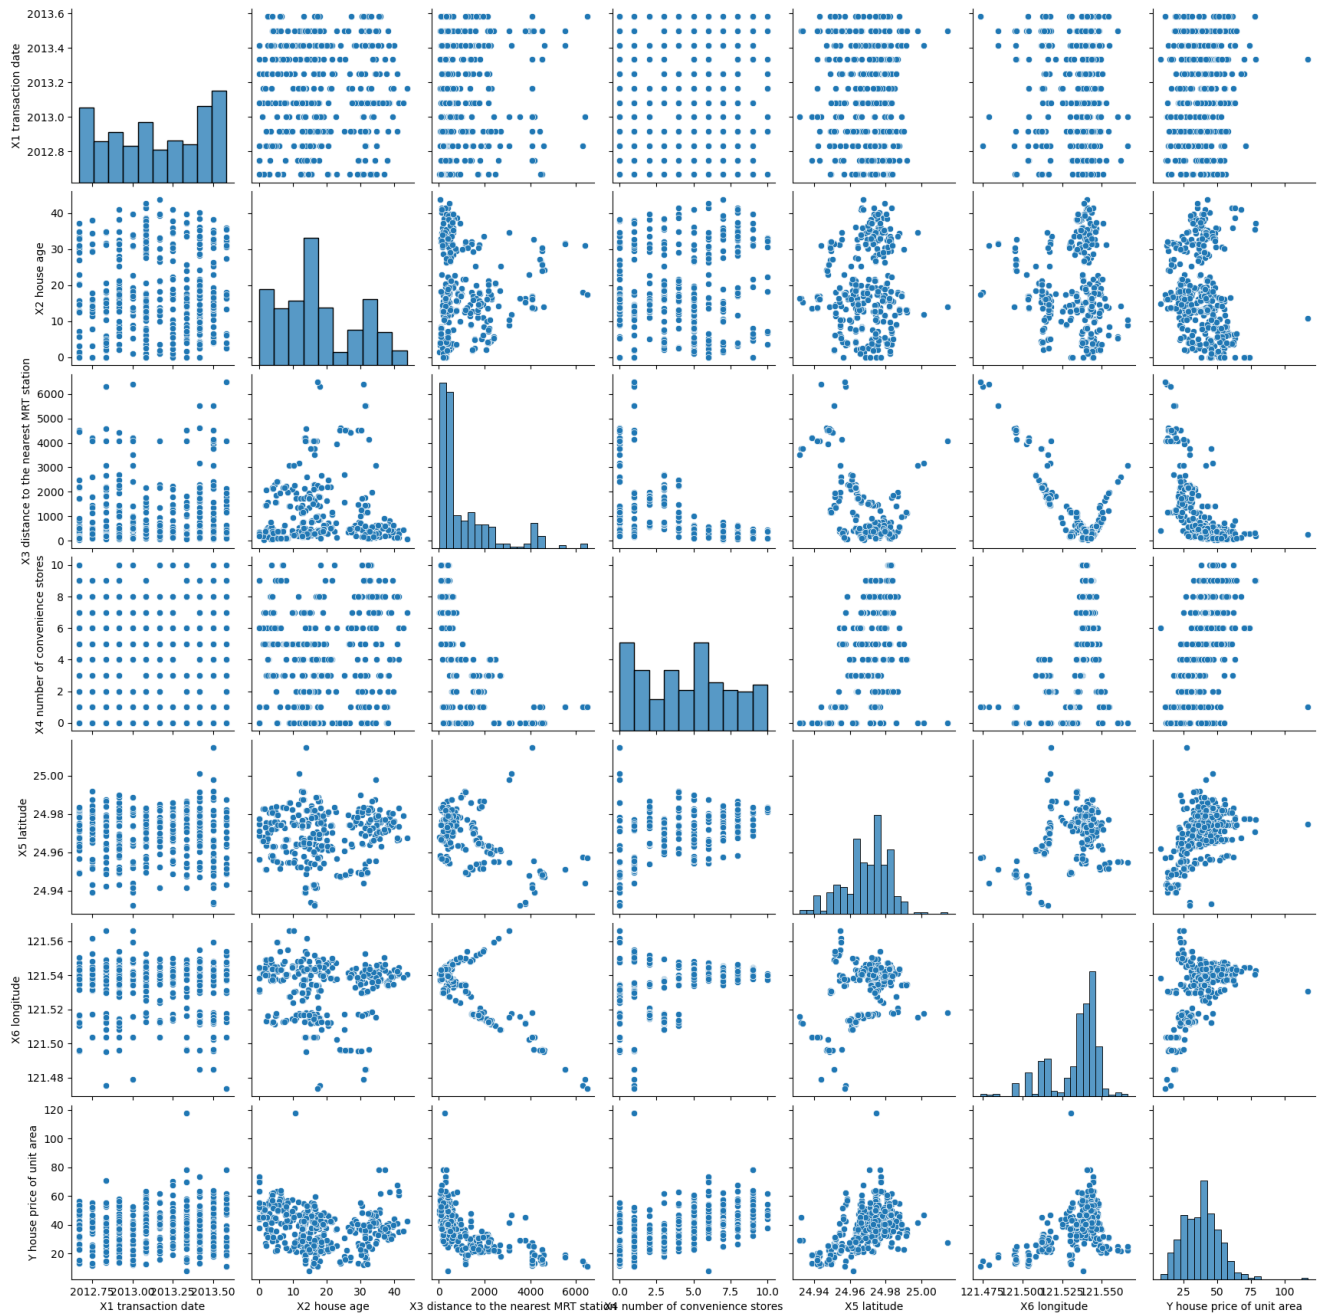 X1 transaction date
2013.6
2013.4
2013.2
2013.0
2012.8
X2 house age
40
30
20
10
0
X3 distance to the nearest MRT station
6000
5000
4000
3000
2000
1000
0
X4 number of convenience stores
10
8
6
4
2
0
X5 latitude
25.00
24.98
24.96
24.94
X6 longitude
121.56
121.54
121.52
121.50
121.48
Y house price of unit area
120
100
80
60
40
20
2012.75 2013.00 2013.25 2013.50
X1 transaction date
0 10 20 30 40
X2 house age
0 2000 4000 6000
X3 distance to the nearest MRT station
0.0 2.5 5.0 7.5 10.0
X4 number of convenience stores
24.94 24.96 24.98 25.00
X5 latitude
121.475 121.500 121.525 121.550
X6 longitude
25 50 75 100
Y house price of unit area